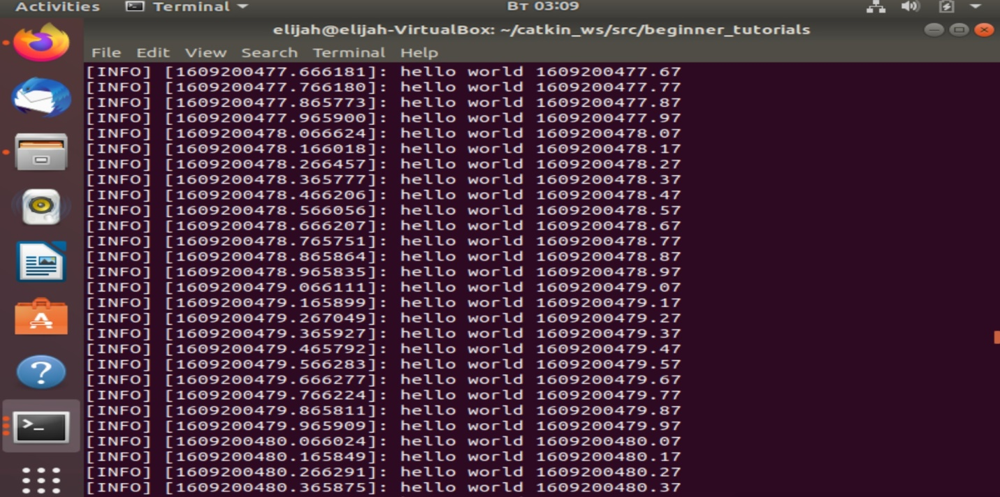 Activities Terminal Вт 03:09
elijah@elijah-VirtualBox: ~/catkin_ws/src/beginner_tutorials
File Edit View Search Terminal Help
[INFO] [1609200477.666181]: hello world 1609200477.67
[INFO] [1609200477.766180]: hello world 1609200477.77
[INFO] [1609200477.865773]: hello world 1609200477.87
[INFO] [1609200477.965900]: hello world 1609200477.97
[INFO] [1609200478.066624]: hello world 1609200478.07
[INFO] [1609200478.166018]: hello world 1609200478.17
[INFO] [1609200478.266457]: hello world 1609200478.27
[INFO] [1609200478.365777]: hello world 1609200478.37
[INFO] [1609200478.466206]: hello world 1609200478.47
[INFO] [1609200478.566056]: hello world 1609200478.57
[INFO] [1609200478.666207]: hello world 1609200478.67
[INFO] [1609200478.765751]: hello world 1609200478.77
[INFO] [1609200478.865864]: hello world 1609200478.87
[INFO] [1609200478.965835]: hello world 1609200478.97
[INFO] [1609200479.066111]: hello world 1609200479.07
[INFO] [1609200479.165899]: hello world 1609200479.17
[INFO] [1609200479.267049]: hello world 1609200479.27
[INFO] [1609200479.365927]: hello world 1609200479.37
[INFO] [1609200479.465792]: hello world 1609200479.47
[INFO] [1609200479.566283]: hello world 1609200479.57
[INFO] [1609200479.666277]: hello world 1609200479.67
[INFO] [1609200479.766224]: hello world 1609200479.77
[INFO] [1609200479.865811]: hello world 1609200479.87
[INFO] [1609200479.965909]: hello world 1609200479.97
[INFO] [1609200480.066024]: hello world 1609200480.07
[INFO] [1609200480.165849]: hello world 1609200480.17
[INFO] [1609200480.266291]: hello world 1609200480.27
[INFO] [1609200480.365875]: hello world 1609200480.37